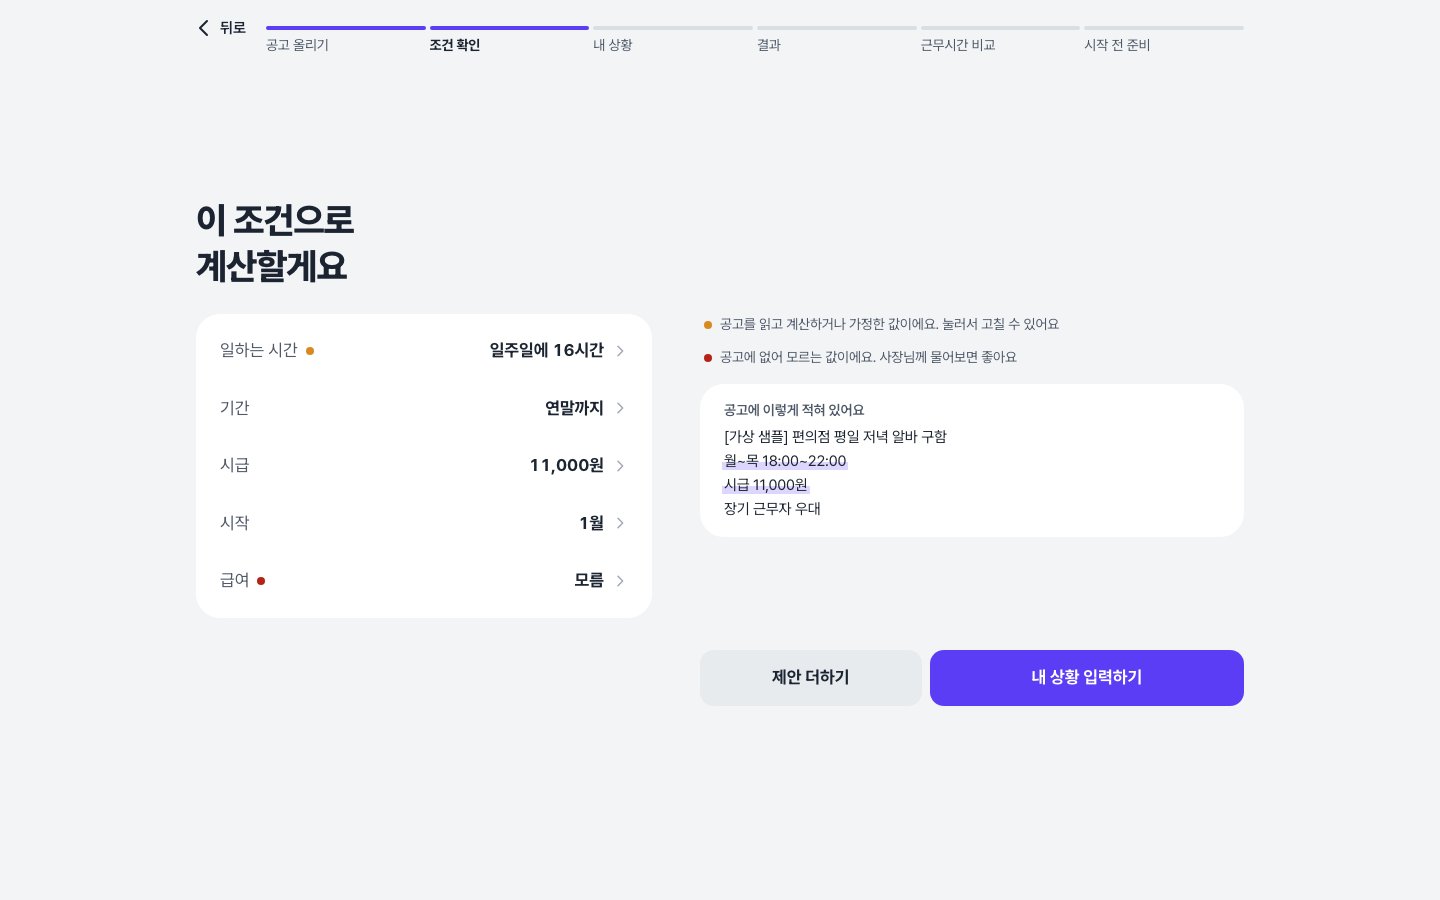 뒤로
공고 올리기
조건 확인
내 상황
결과
근무시간 비교
시작 전 준비
이 조건으로
계산할게요
일하는 시간 일주일에 16시간
기간 연말까지
시급 11,000원
시작 1월
급여 모름
공고를 읽고 계산하거나 가정한 값이에요. 눌러서 고칠 수 있어요
공고에 없어 모르는 값이에요. 사장님께 물어보면 좋아요
공고에 이렇게 적혀 있어요
[가상 샘플] 편의점 평일 저녁 알바 구함
월~목 18:00~22:00
시급 11,000원
장기 근무자 우대
제안 더하기
내 상황 입력하기